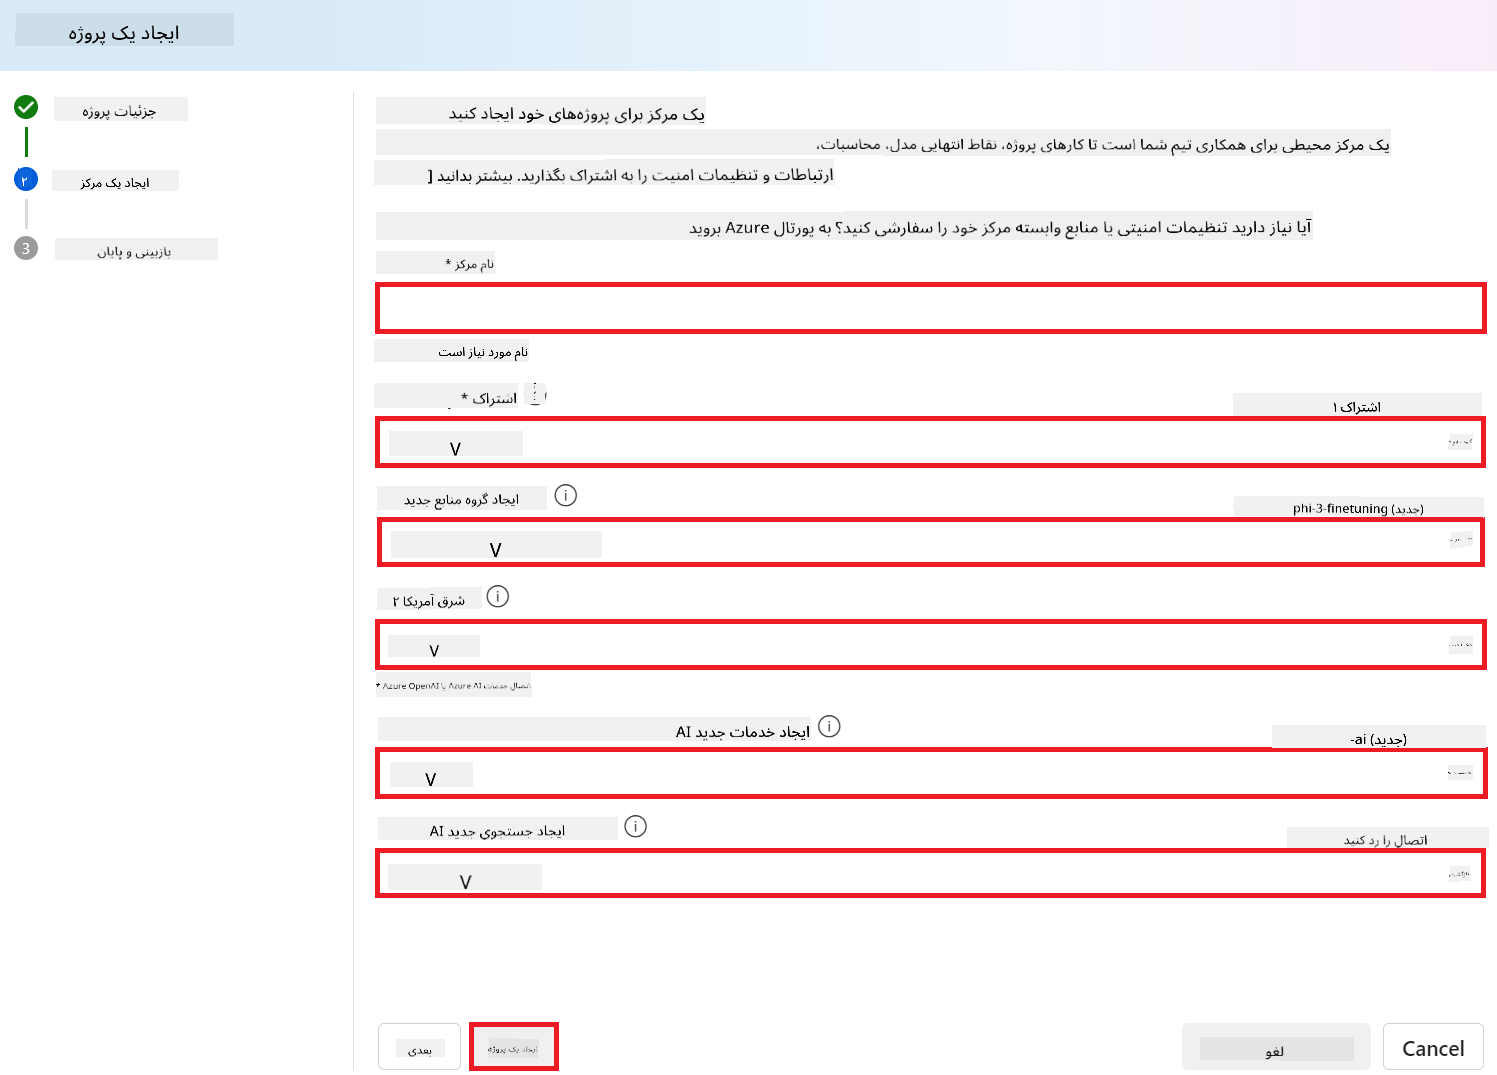 ایجاد یک پروژه
جزئیات پروژه
۲
ایجاد یک مرکز
3
بازبینی و پایان
یک مرکز برای پروژه‌های خود ایجاد کنید
یک مرکز محیطی برای همکاری تیم شما است تا کارهای پروژه، نقاط انتهایی مدل، محاسبات،
ارتباطات و تنظیمات امنیت را به اشتراک بگذارید. بیشتر بدانید [
آیا نیاز دارید تنظیمات امنیتی یا منابع وابسته مرکز خود را سفارشی کنید؟ به پورتال Azure بروید
نام مرکز *
نام مورد نیاز است
اشتراک *
اشتراک ۱
V
ایجاد گروه منابع جدید
(جدید) phi-3-finetuning
V
شرق آمریکا ۲
V
اتصال خدمات Azure AI یا Azure OpenAI *
ایجاد خدمات جدید AI
(جدید) ai-
V
ایجاد جستجوی جدید AI
اتصال را رد کنید
V
بعدی
ایجاد یک پروژه
لغو
Cancel